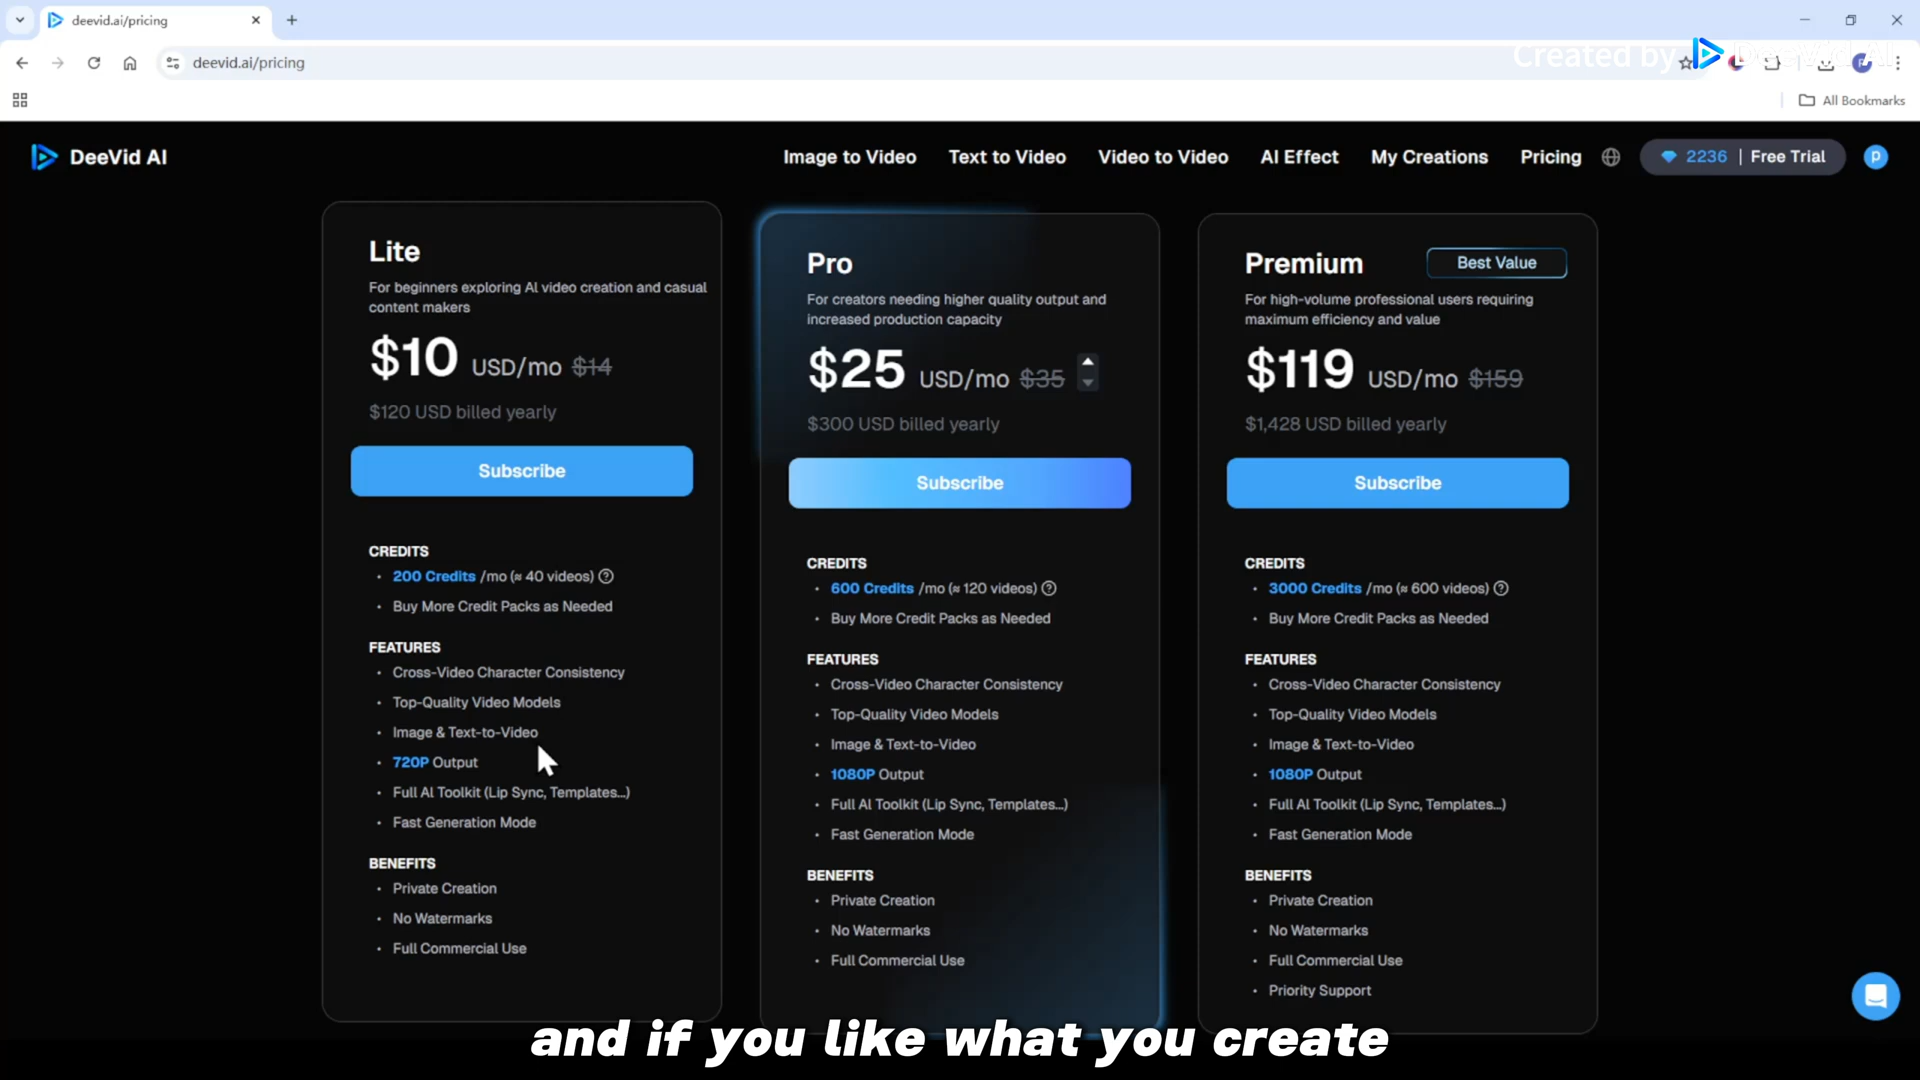 deevid.ai/pricing
deevid.ai/pricing
Created by DeeVid AI
All Bookmarks
DeeVid AI
Image to Video
Text to Video
Video to Video
AI Effect
My Creations
Pricing
2236 | Free Trial
P
Lite
For beginners exploring AI video creation and casual
content makers
$10 USD/mo $14
$120 USD billed yearly
Subscribe
CREDITS
• 200 Credits /mo (≈ 40 videos)
• Buy More Credit Packs as Needed
FEATURES
• Cross-Video Character Consistency
• Top-Quality Video Models
• Image & Text-to-Video
• 720P Output
• Full AI Toolkit (Lip Sync, Templates...)
• Fast Generation Mode
BENEFITS
• Private Creation
• No Watermarks
• Full Commercial Use
Pro
For creators needing higher quality output and
increased production capacity
$25 USD/mo $35
$300 USD billed yearly
Subscribe
CREDITS
• 600 Credits /mo (≈ 120 videos)
• Buy More Credit Packs as Needed
FEATURES
• Cross-Video Character Consistency
• Top-Quality Video Models
• Image & Text-to-Video
• 1080P Output
• Full AI Toolkit (Lip Sync, Templates...)
• Fast Generation Mode
BENEFITS
• Private Creation
• No Watermarks
• Full Commercial Use
Premium
Best Value
For high-volume professional users requiring
maximum efficiency and value
$119 USD/mo $159
$1,428 USD billed yearly
Subscribe
CREDITS
• 3000 Credits /mo (≈ 600 videos)
• Buy More Credit Packs as Needed
FEATURES
• Cross-Video Character Consistency
• Top-Quality Video Models
• Image & Text-to-Video
• 1080P Output
• Full AI Toolkit (Lip Sync, Templates...)
• Fast Generation Mode
BENEFITS
• Private Creation
• No Watermarks
• Full Commercial Use
• Priority Support
and if you like what you create